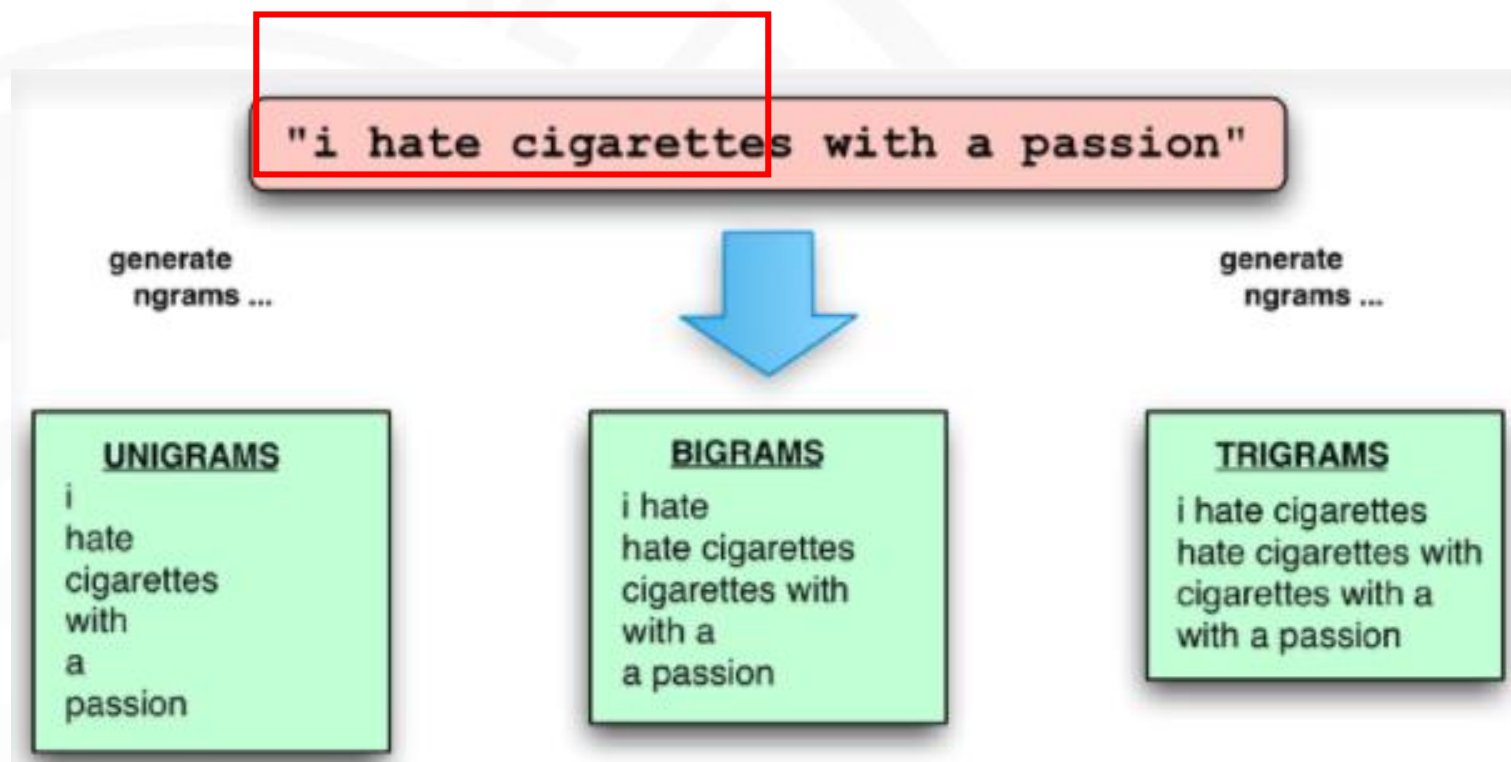 "i hate cigarettes with a passion"
generate
ngrams ...
generate
ngrams ...
UNIGRAMS
i
hate
cigarettes
with
a
passion
BIGRAMS
i hate
hate cigarettes
cigarettes with
with a
a passion
TRIGRAMS
i hate cigarettes
hate cigarettes with
cigarettes with a
with a passion